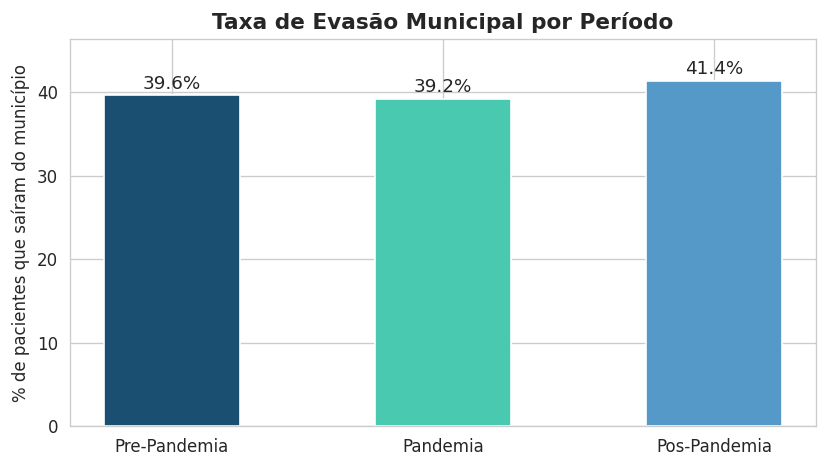 Taxa de Evasão Municipal por Período
% de pacientes que saíram do município
40
30
20
10
0
39.6%
39.2%
41.4%
Pre-Pandemia
Pandemia
Pos-Pandemia